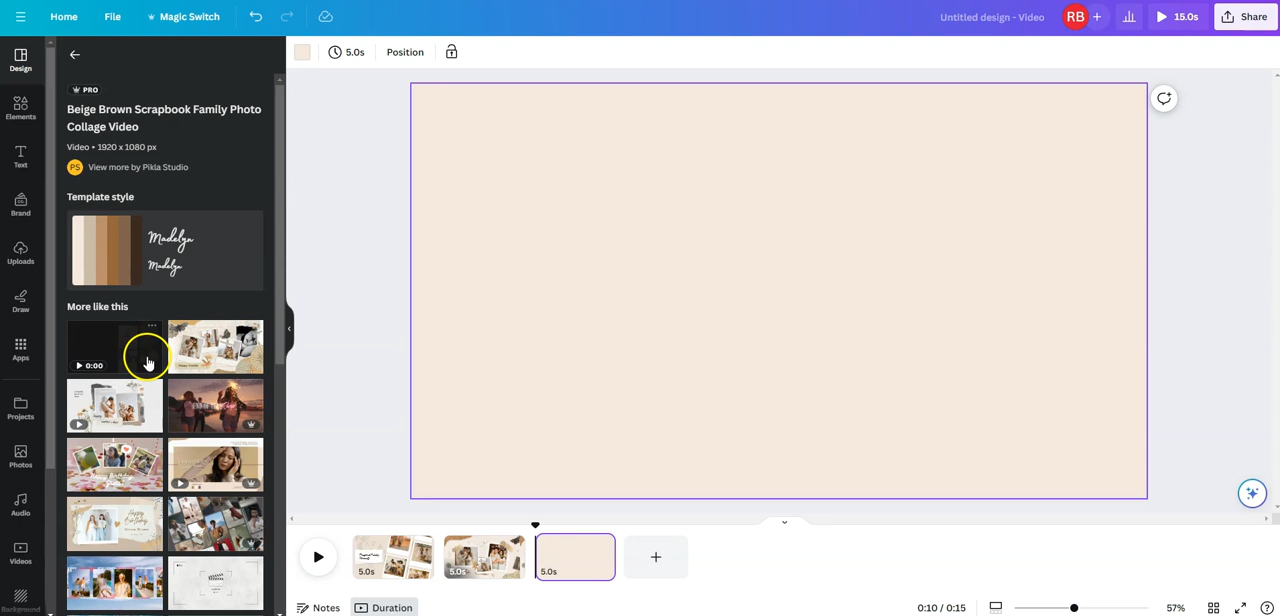 Home File Magic Switch Untitled design - Video RB + 15.0s Share
5.0s Position
Design
Elements
Text
Brand
Uploads
Draw
Apps
Projects
Photos
Audio
Videos
Background
PRO
Beige Brown Scrapbook Family Photo
Collage Video
Video • 1920 x 1080 px
PS View more by Pikla Studio
Template style
Madelyn
Madelyn
More like this
0:00
Happy Birthday
5.0s 5.0s 5.0s
Notes Duration 0:10 / 0:15 57%